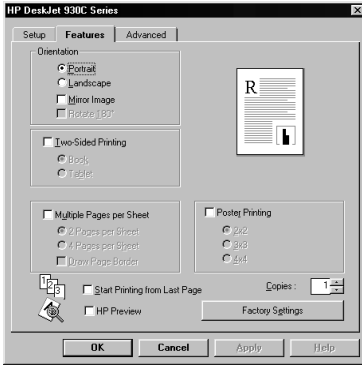 HP DeskJet 930C Series
Setup
Features
Advanced
Orientation
Portrait
Landscape
Mirror Image
Rotate 180°
R
Two-Sided Printing
Book
Tablet
Multiple Pages per Sheet
2 Pages per Sheet
4 Pages per Sheet
Draw Page Border
Poster Printing
2x2
3x3
4x4
1 2 3
Start Printing from Last Page
Copies : 1
HP Preview
Factory Settings
OK
Cancel
Apply
Help